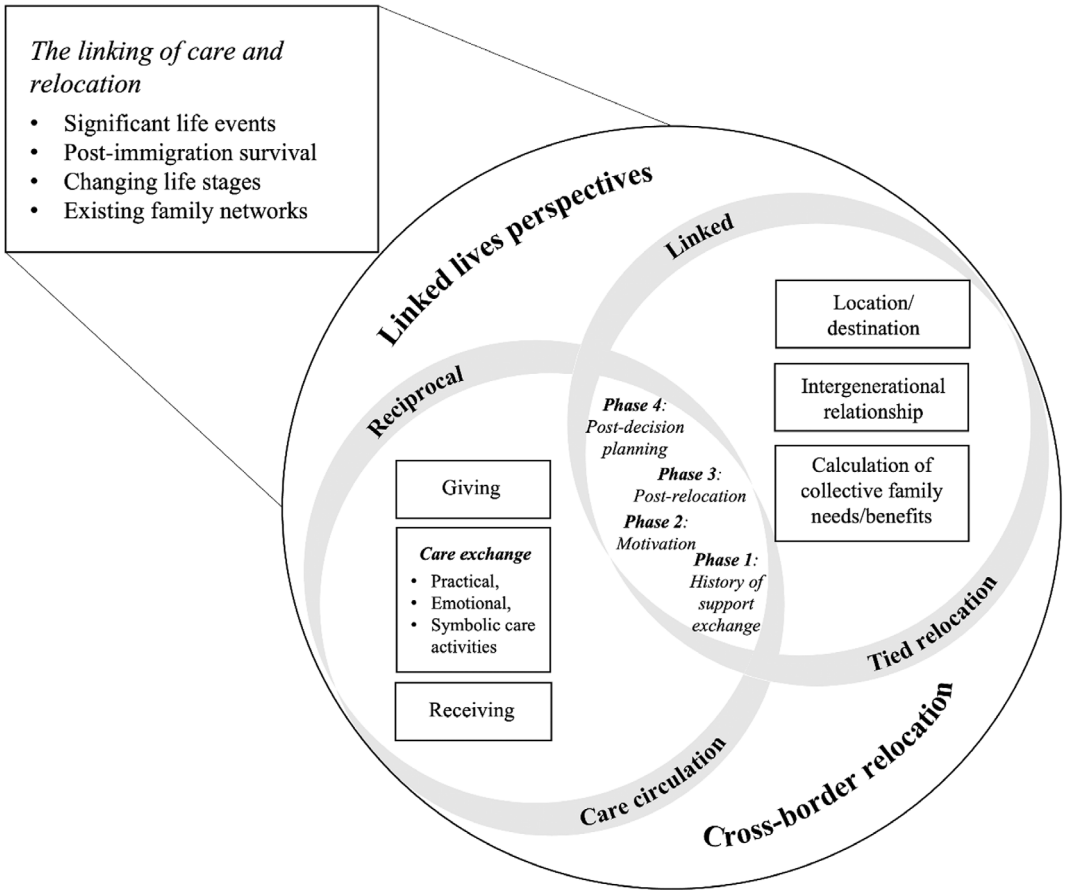 The linking of care and
relocation
• Significant life events
• Post-immigration survival
• Changing life stages
• Existing family networks
Linked lives perspectives
Linked
Reciprocal
Location/
destination
Intergenerational
relationship
Calculation of
collective family
needs/benefits
Phase 4:
Post-decision
planning
Phase 3:
Post-relocation
Phase 2:
Motivation
Phase 1:
History of
support
exchange
Giving
Care exchange
• Practical,
• Emotional,
• Symbolic care
activities
Receiving
Tied relocation
Care circulation
Cross-border relocation